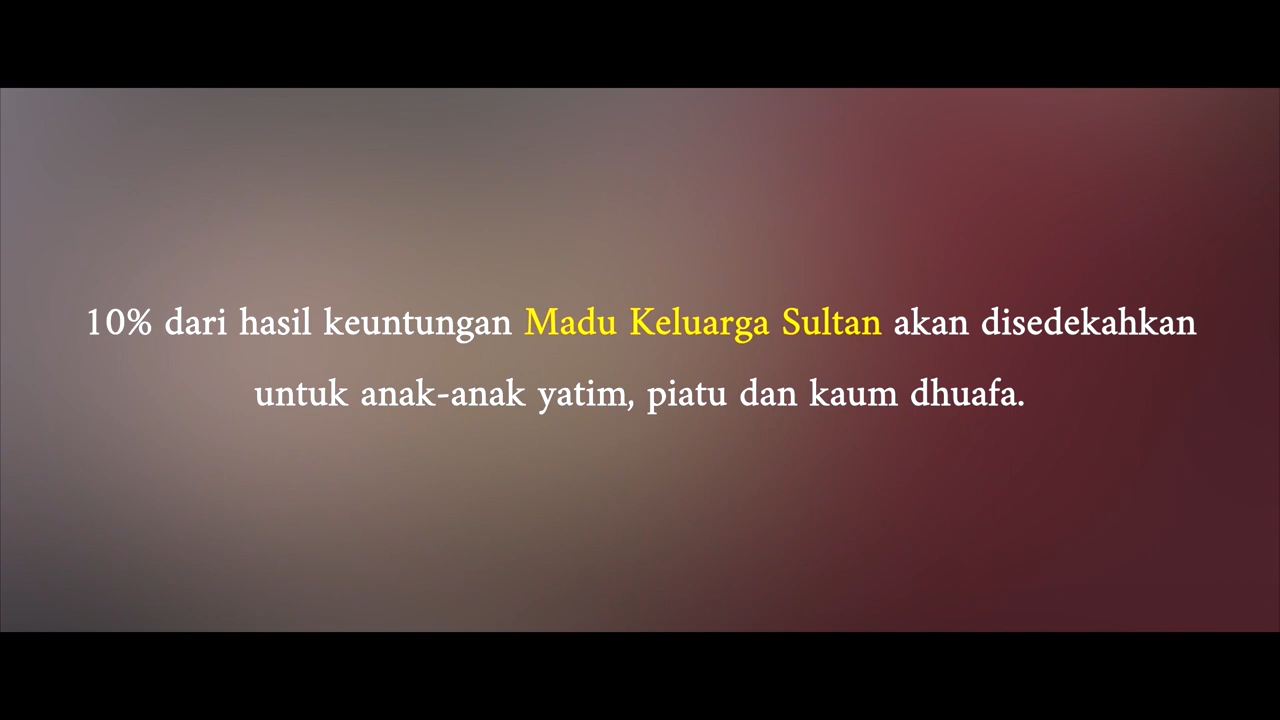 10% dari hasil keuntungan Madu Keluarga Sultan akan disedekahkan
untuk anak-anak yatim, piatu dan kaum dhuafa.